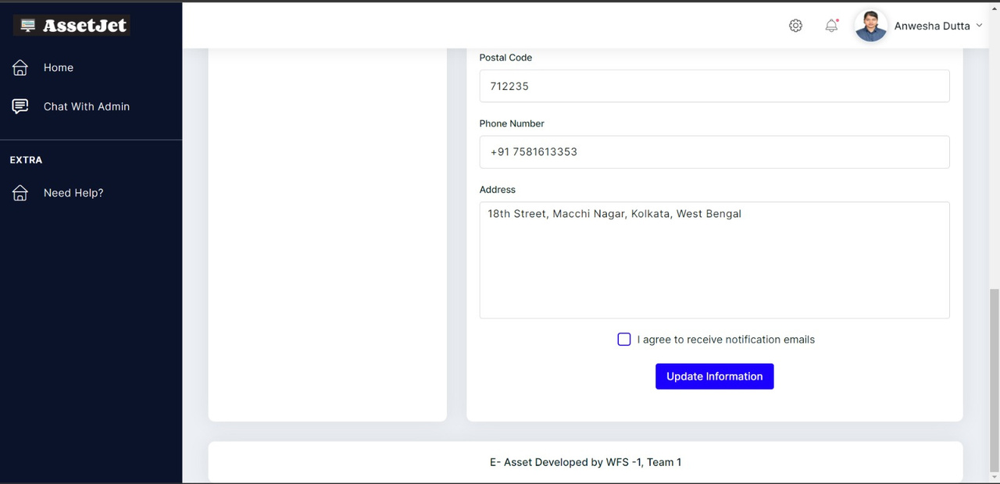 AssetJet
Anwesha Dutta
Home
Chat With Admin
EXTRA
Need Help?
Postal Code
712235
Phone Number
+91 7581613353
Address
18th Street, Macchi Nagar, Kolkata, West Bengal
I agree to receive notification emails
Update Information
E- Asset Developed by WFS -1, Team 1